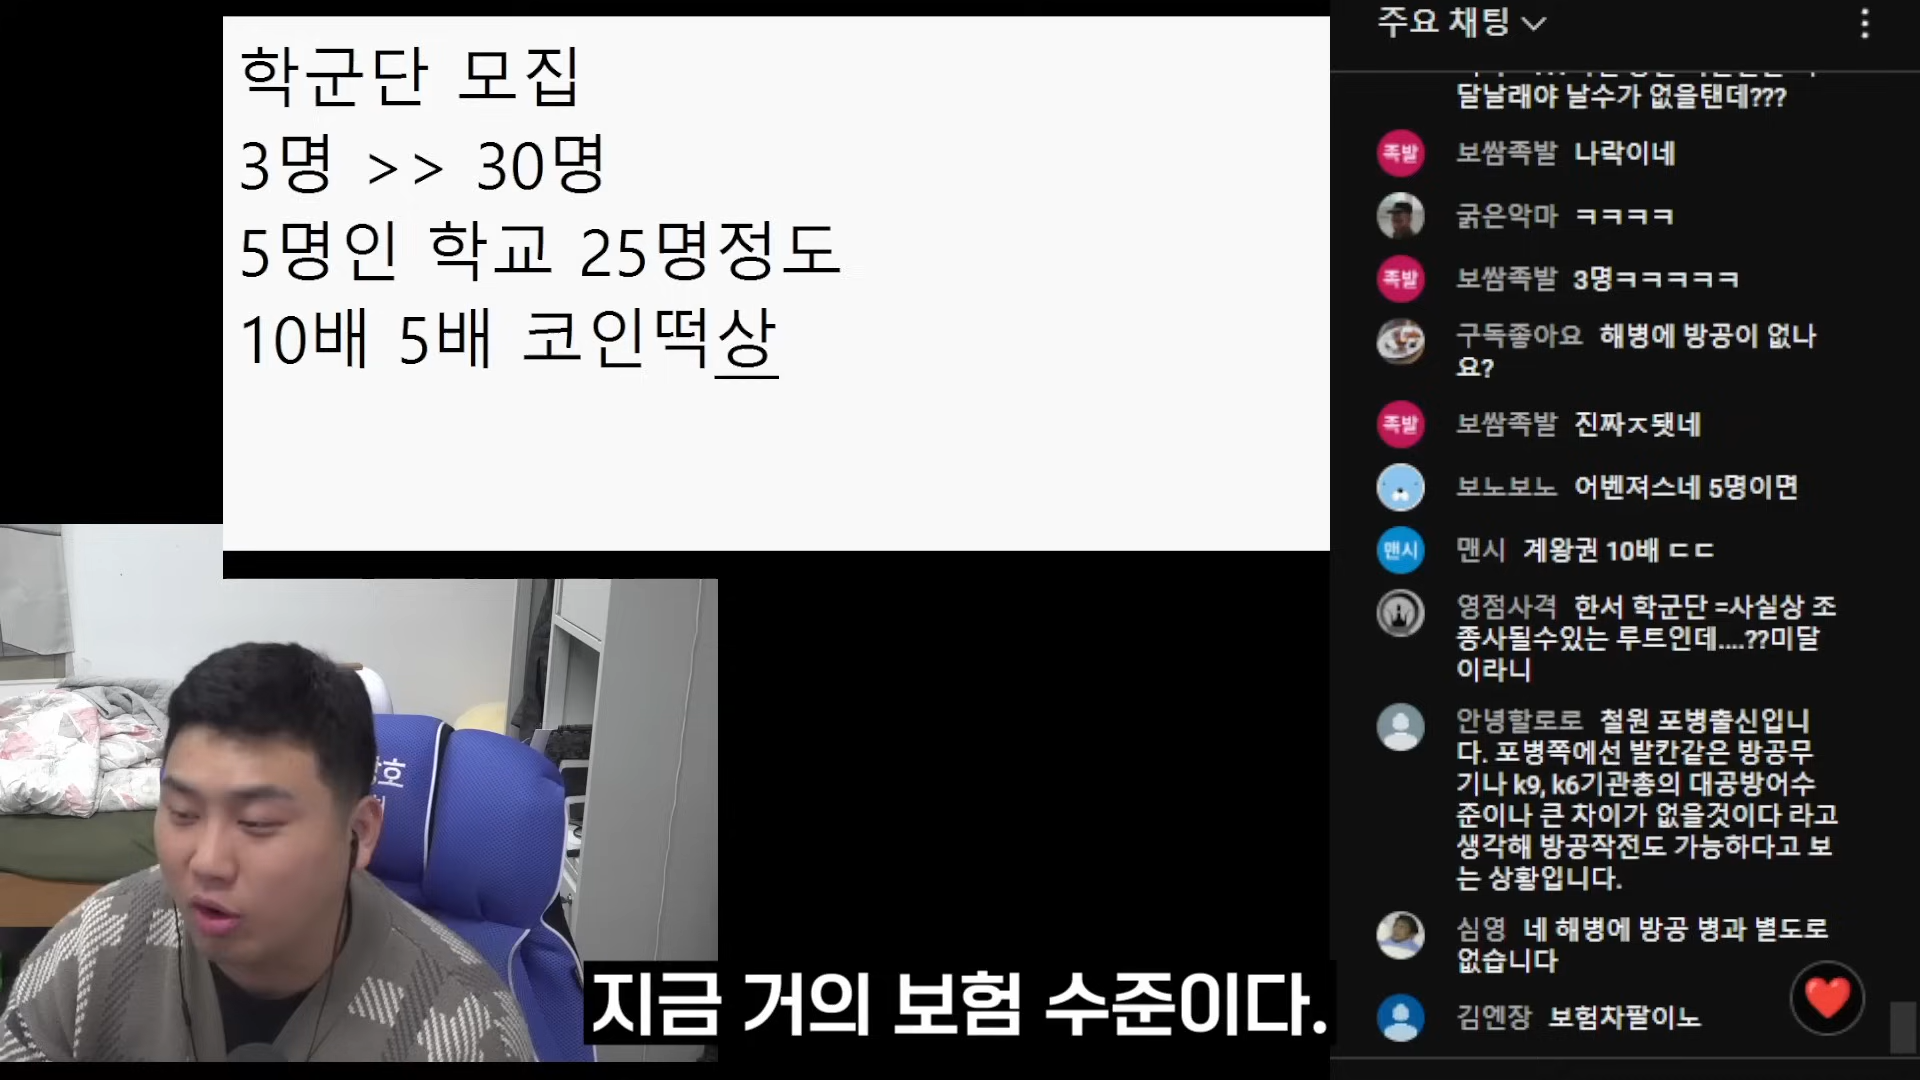 학군단 모집
3명 >> 30명
5명인 학교 25명정도
10배 5배 코인떡상
지금 거의 보험 수준이다.
주요 채팅
달날래야 날수가 없을탠데???
족발 보쌈족발 나락이네
굵은악마 ㅋㅋㅋㅋ
족발 보쌈족발 3명ㅋㅋㅋㅋㅋ
구독좋아요 해병에 방공이 없나
요?
족발 보쌈족발 진짜ㅈ됏네
보노보노 어벤져스네 5명이면
맨시 맨시 계왕권 10배 ㄷㄷ
영점사격 한서 학군단 =사실상 조
종사될수있는 루트인데....??미달
이라니
안녕할로로 철원 포병출신입니
다. 포병쪽에선 발칸같은 방공무
기나 k9, k6기관총의 대공방어수
준이나 큰 차이가 없을것이다 라고
생각해 방공작전도 가능하다고 보
는 상황입니다.
심영 네 해병에 방공 병과 별도로
없습니다
김엔장 보험차팔이노